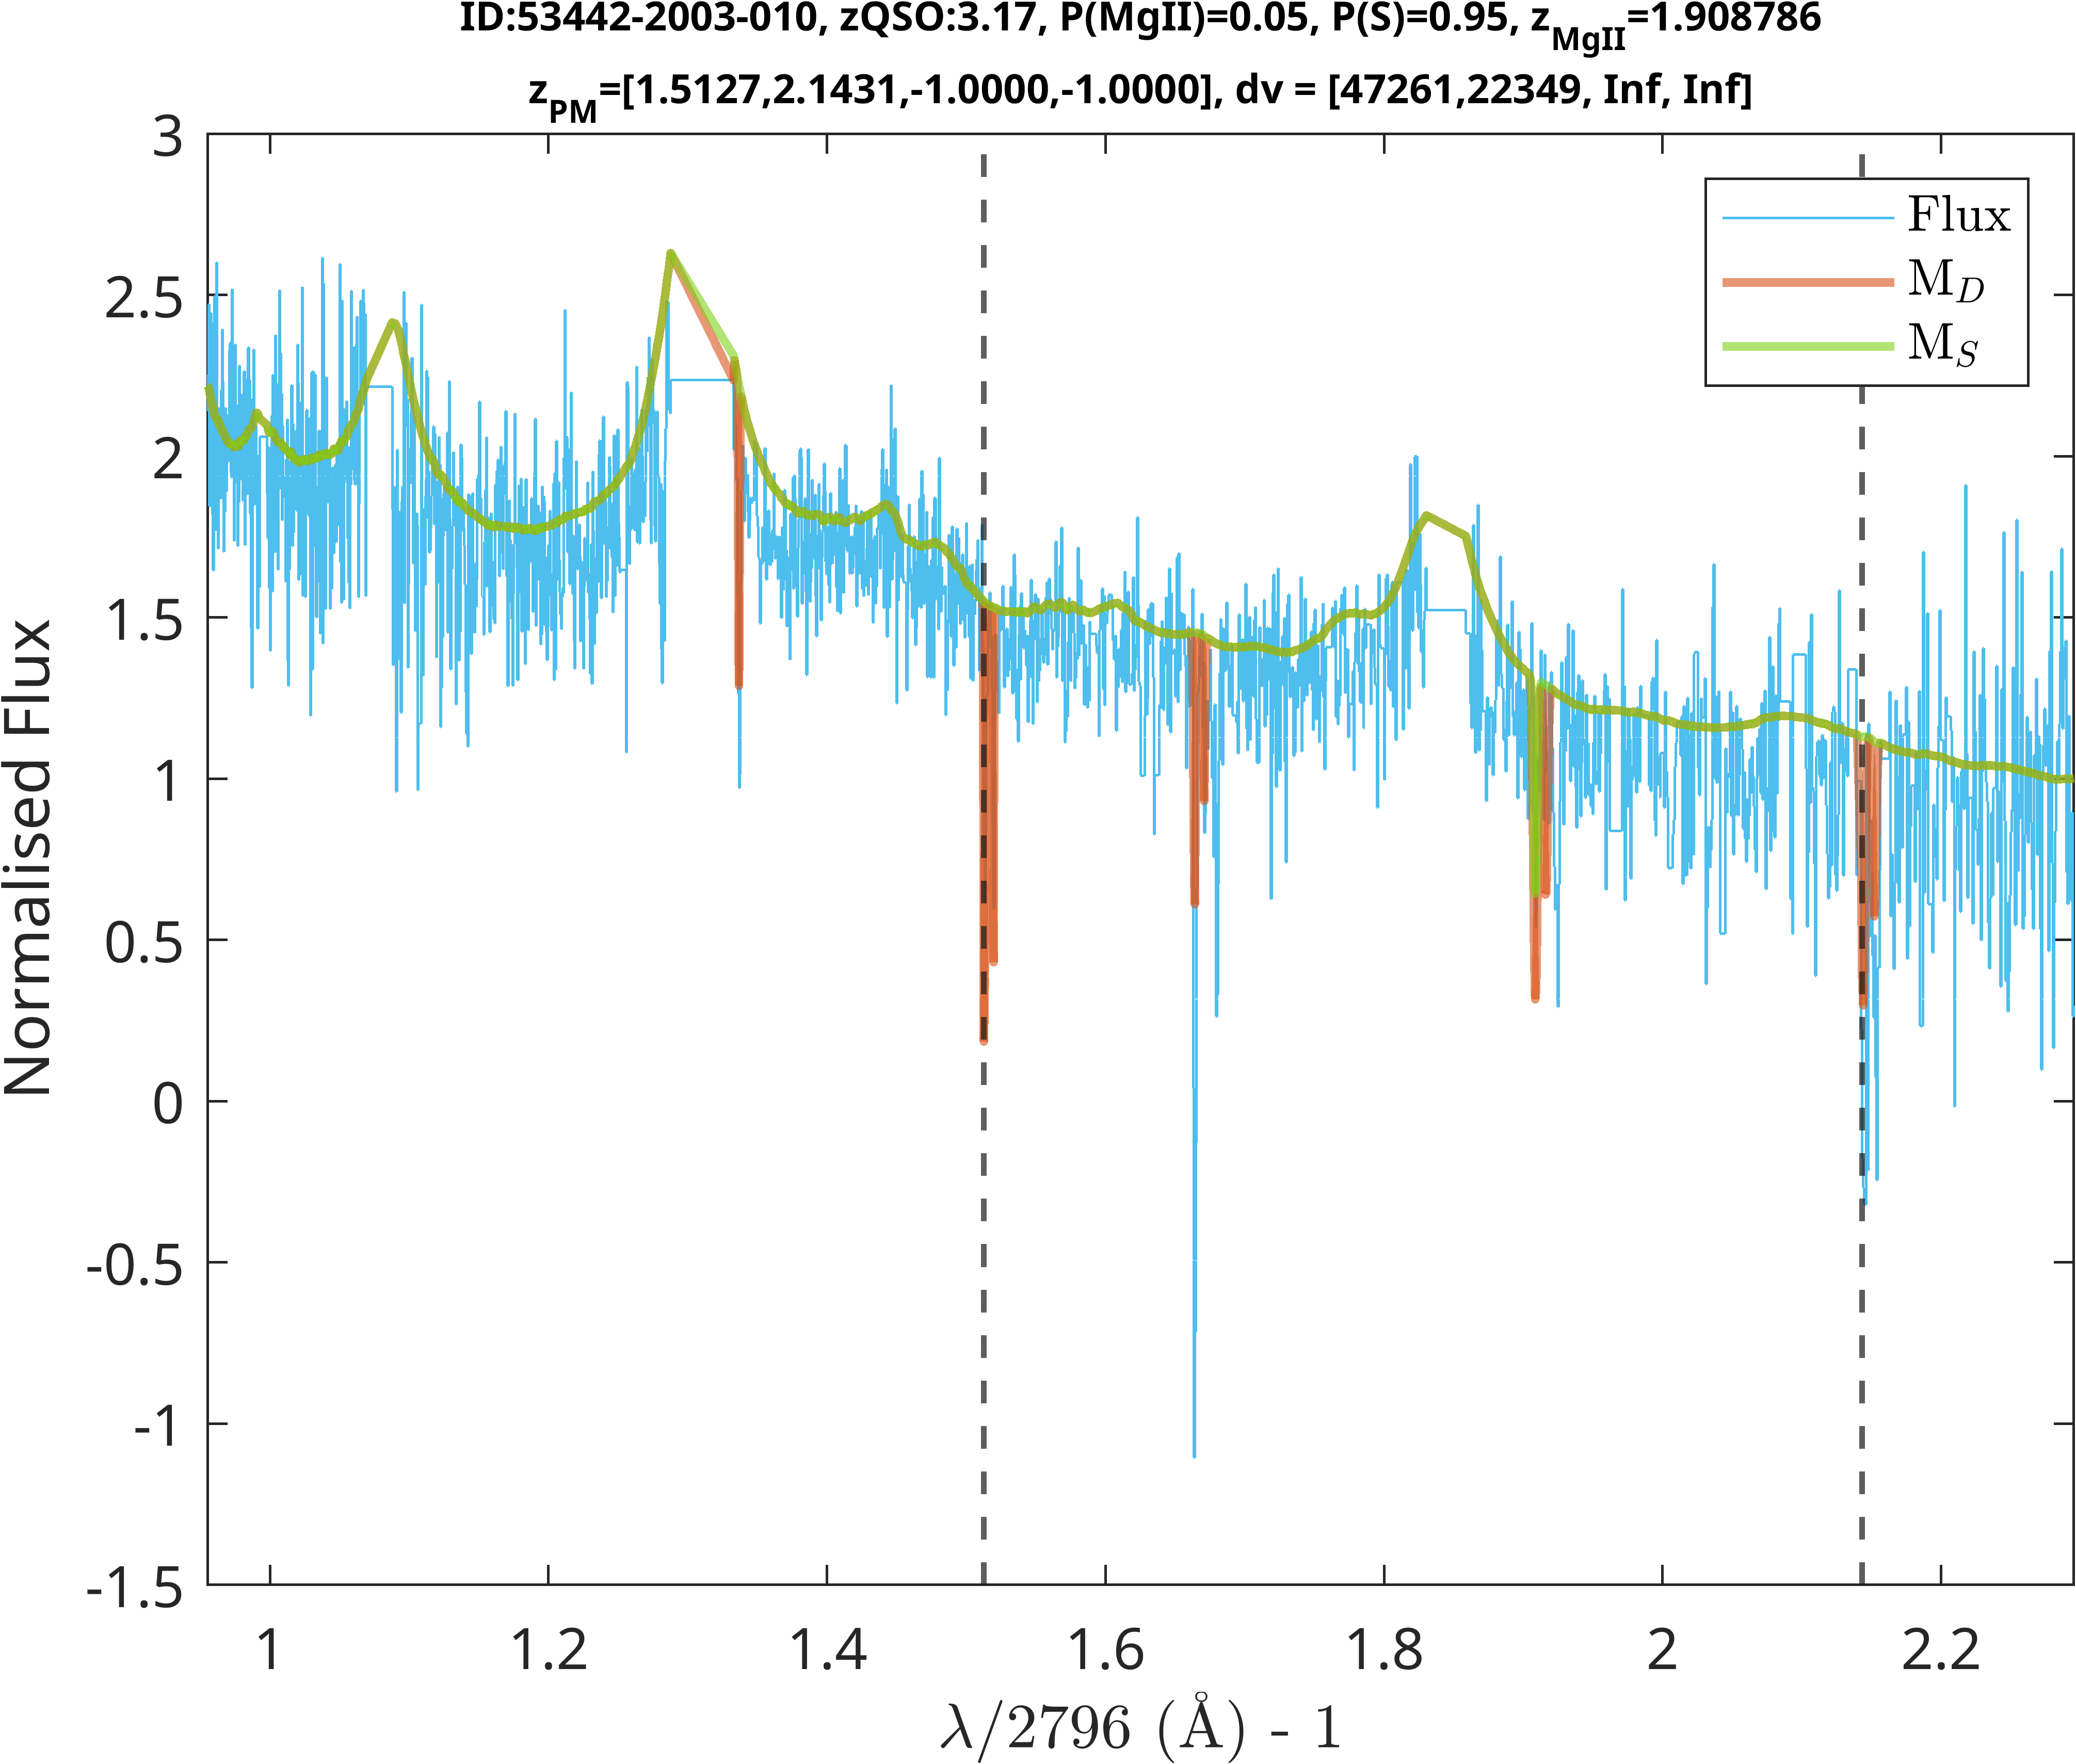 ID:53442-2003-010, zQSO:3.17, P(MgII)=0.05, P(S)=0.95, zMgII=1.908786
zPM=[1.5127,2.1431,-1.0000,-1.0000], dv = [47261,22349, Inf, Inf]
3
2.5
2
1.5
1
0.5
0
-0.5
-1
-1.5
Normalised Flux
Flux
MD
MS
1 1.2 1.4 1.6 1.8 2 2.2
λ/2796 (Å) - 1